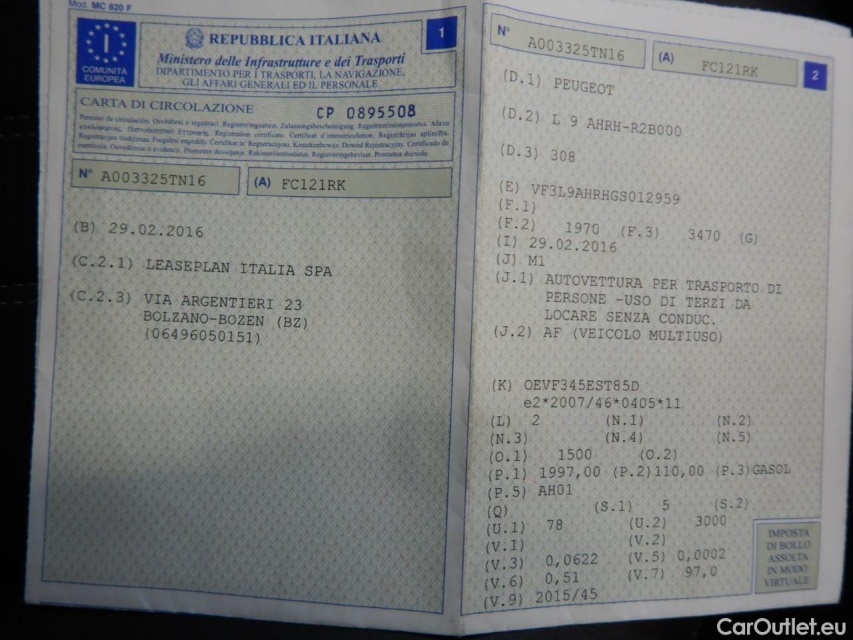 Mod. MC 820 F
I
COMUNITÀ
EUROPEA
REPUBBLICA ITALIANA
Ministero delle Infrastrutture e dei Trasporti
DIPARTIMENTO PER I TRASPORTI, LA NAVIGAZIONE,
GLI AFFARI GENERALI ED IL PERSONALE
1
CARTA DI CIRCOLAZIONE CP 0895508
N° A003325TN16 (A) FC121RK
(B) 29.02.2016
(C.2.1) LEASEPLAN ITALIA SPA
(C.2.3) VIA ARGENTIERI 23
BOLZANO-BOZEN (BZ)
(06496050151)
N° A003325TN16 (A) FC121RK 2
(D.1) PEUGEOT
(D.2) L 9 AHRH-R2B000
(D.3) 308
(E) VF3L9AHRHGS012959
(F.1)
(F.2) 1970 (F.3) 3470 (G)
(I) 29.02.2016
(J) M1
(J.1) AUTOVETTURA PER TRASPORTO DI
PERSONE -USO DI TERZI DA
LOCARE SENZA CONDUC.
(J.2) AF (VEICOLO MULTIUSO)
(K) OEVF345EST85D
e2*2007/46*0405*11
(L) 2 (N.1) (N.2)
(N.3) (N.4) (N.5)
(O.1) 1500 (O.2)
(P.1) 1997,00 (P.2)110,00 (P.3)GASOL
(P.5) AH01
(Q) (S.1) 5 (S.2)
(U.1) 78 (U.2) 3000
(V.1) (V.2)
(V.3) 0,0622 (V.5) 0,0002
(V.6) 0,51 (V.7) 97,0
(V.9) 2015/45
IMPOSTA
DI BOLLO
ASSOLTA
IN MODO
VIRTUALE
CarOutlet.eu